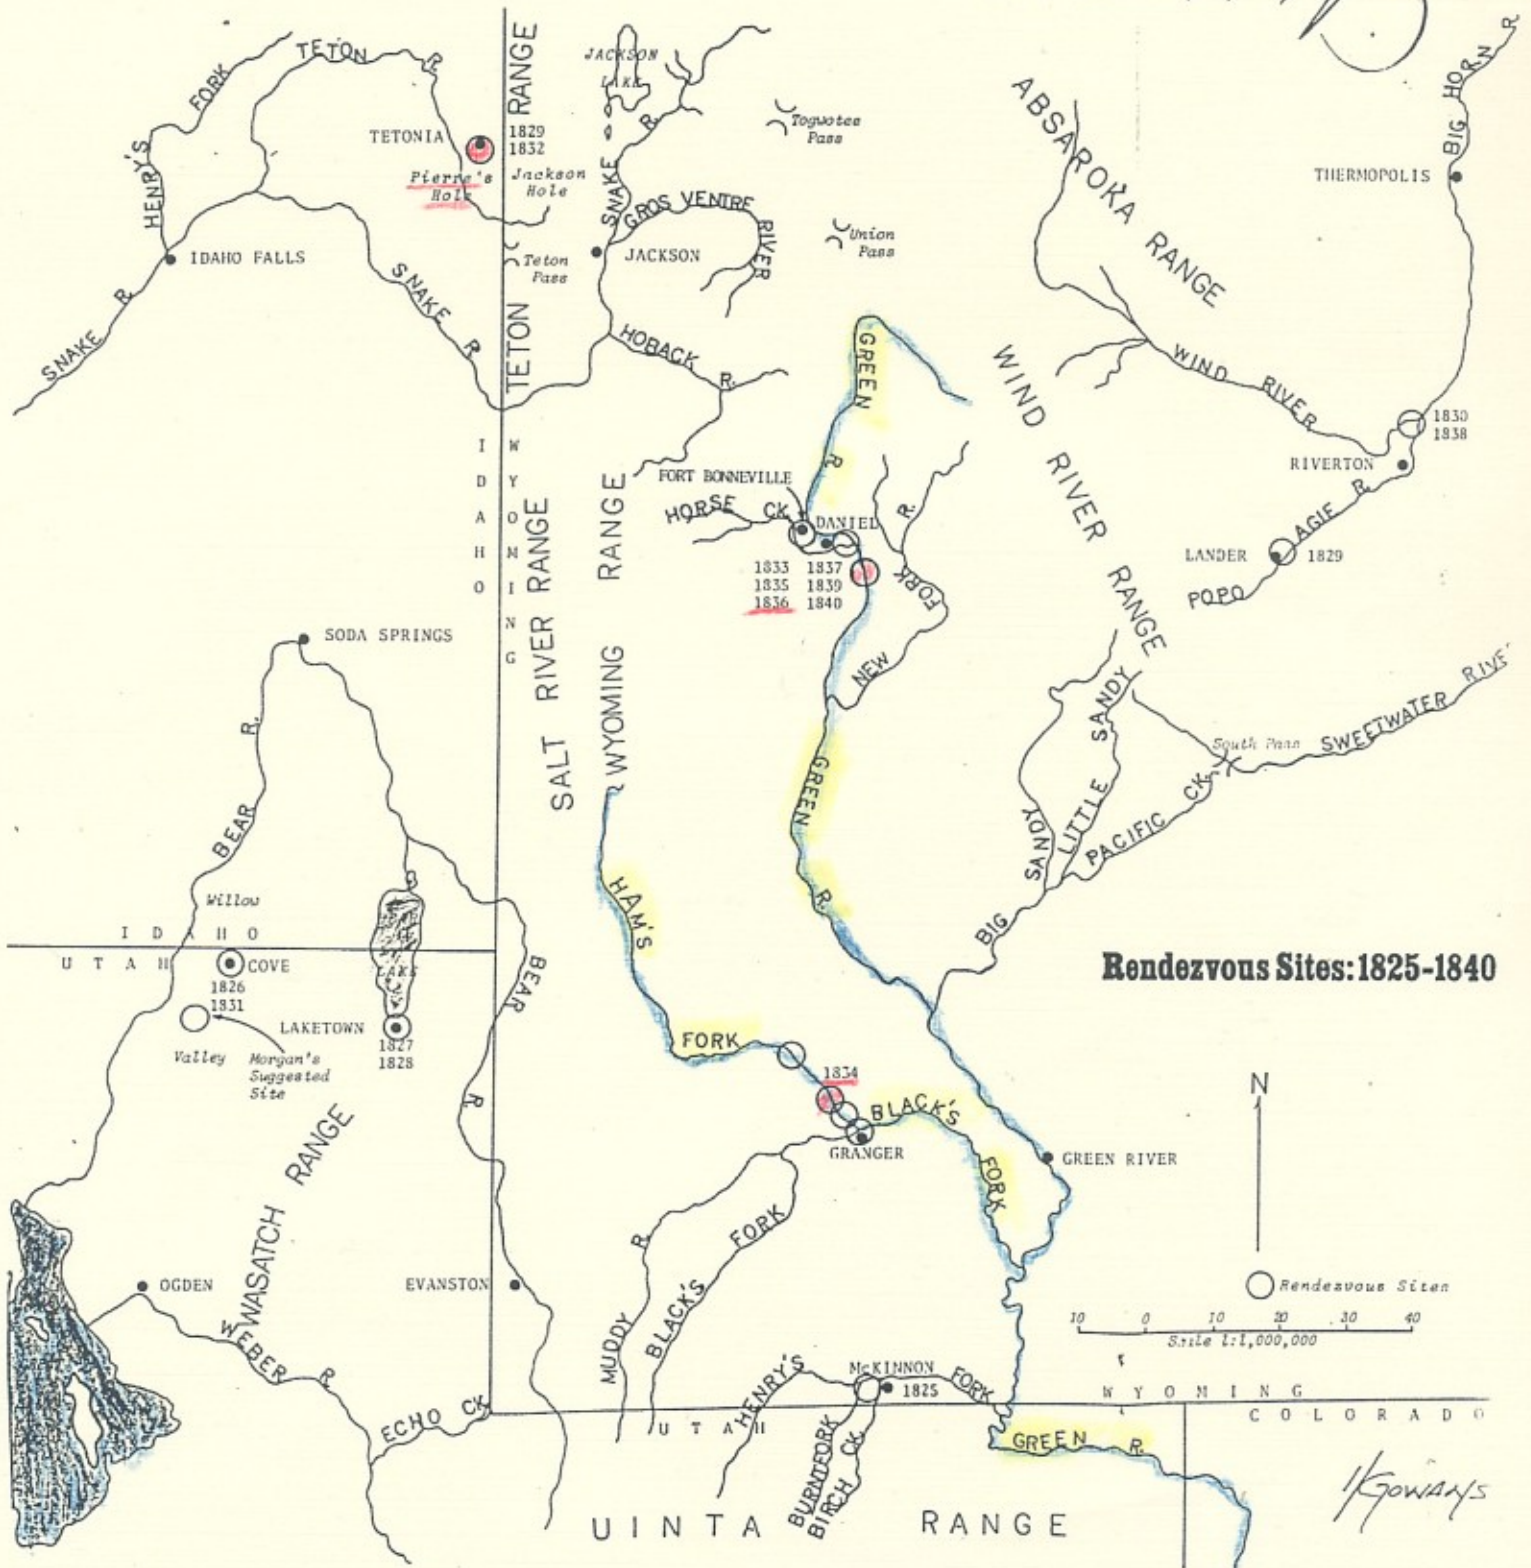 TETON R.
RANGE
JACKSON
LAKE
HENRY'S FORK
TETONIA
1829
1832
Pierre's
Hole
Jackson
Hole
SNAKE R.
Togwotee
Pass
ABSAROKA RANGE
BIG HORN R
THERMOPOLIS
GROS VENTRE
RIVER
Union
Pass
IDAHO FALLS
Teton
Pass
JACKSON
SNAKE R.
SNAKE R
TETON
HOBACK R.
GREEN
R.
WIND RIVER RANGE
WIND RIVER
1830
1838
RIVERTON
IDAHO
WYOMING
FORT BONNEVILLE
HORSE CK.
DANIEL
1833 1837
1835 1839
1836 1840
NEW FORK R.
LANDER
1829
POPO AGIE R.
SALT RIVER RANGE
WYOMING RANGE
SODA SPRINGS
BEAR R.
GREEN R.
BIG SANDY
LITTLE SANDY
South Pass
SWEETWATER RIVE
PACIFIC CK.
HAM'S
FORK
Willow
IDAHO
UTAH
COVE
1826
1831
LAKE
LAKETOWN
1827
1828
Valley
Morgan's
Suggested
Site
BEAR
R.
Rendezvous Sites:1825-1840
1834
BLACK'S
FORK
GRANGER
GREEN RIVER
N
WASATCH RANGE
MUDDY R.
BLACK'S FORK
OGDEN
EVANSTON
WEBER R.
ECHO CK
Rendezvous Sites
10 0 10 20 30 40
Scale 1:1,000,000
HENRY'S
FORK
McKINNON
1825
WYOMING
COLORADO
UTAH
BURNTFORK
BIRCH CK.
GREEN R.
UINTA RANGE
Gowans